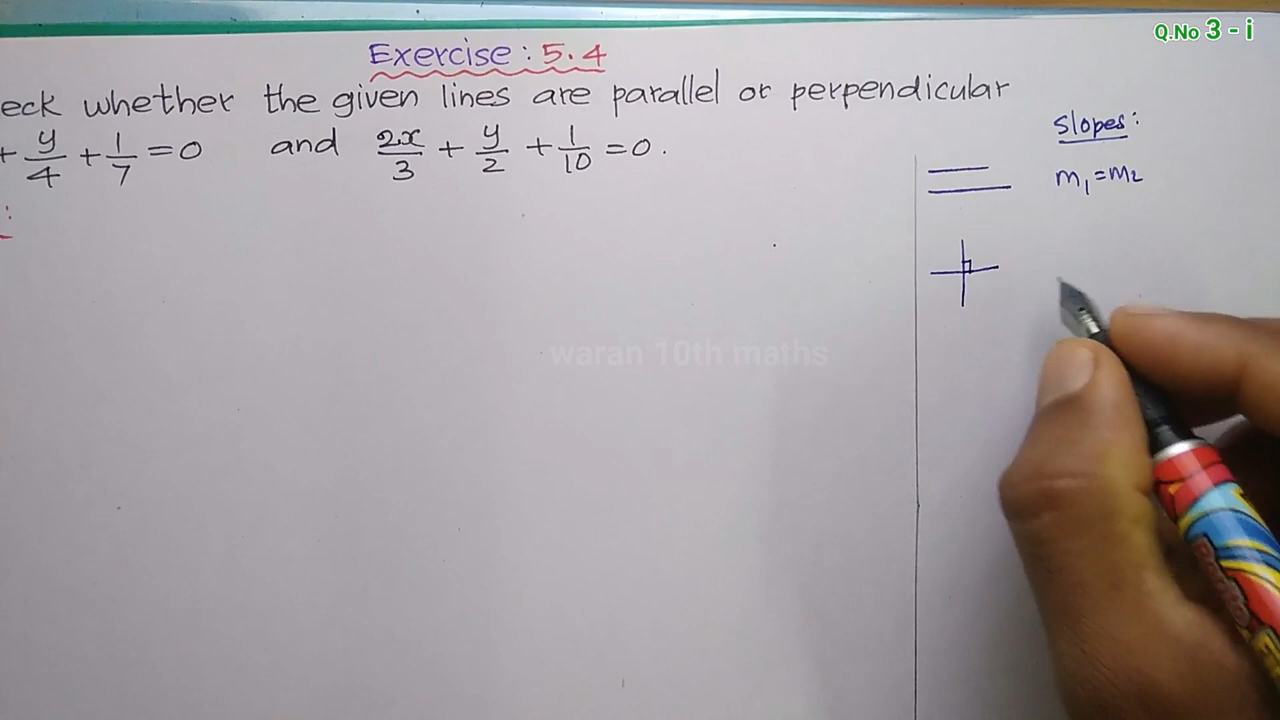 Q.No 3 - i
Exercise : 5.4
eck whether the given lines are parallel or perpendicular
+ y/4 + 1/7 = 0 and 2x/3 + y/2 + 1/10 = 0.
:
Slopes:
m₁ = m₂
waran 10th maths